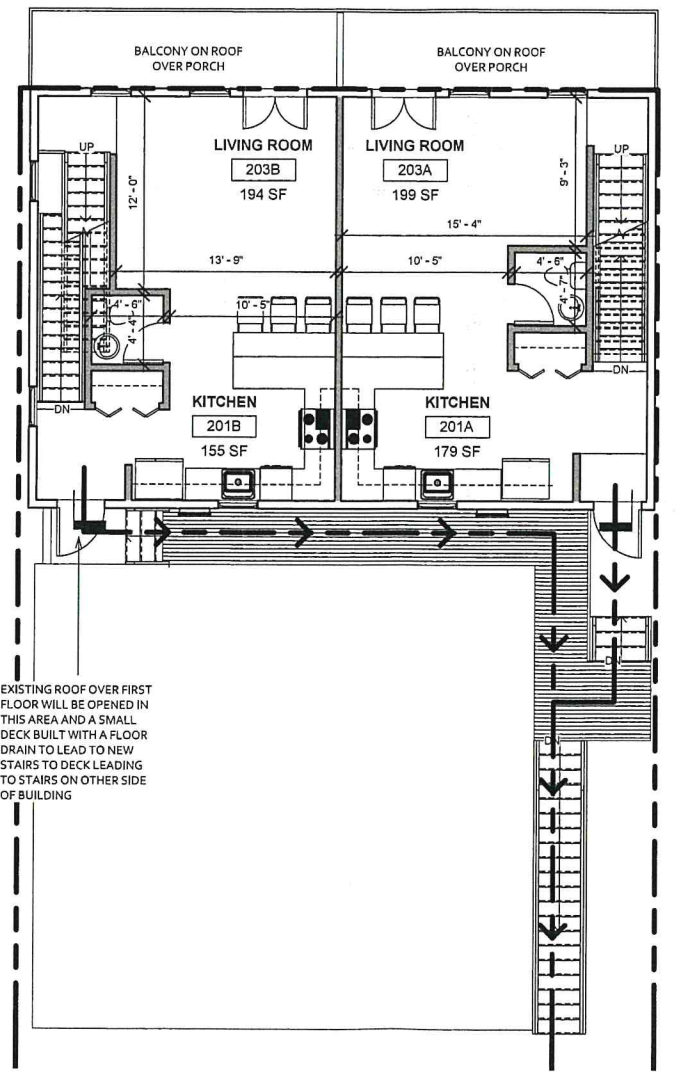 BALCONY ON ROOF
OVER PORCH
BALCONY ON ROOF
OVER PORCH
UP
12' - 0"
LIVING ROOM
203B
194 SF
LIVING ROOM
203A
199 SF
9' - 3"
UP
15' - 4"
13' - 9"
10' - 5"
4' - 6"
4' - 7"
4' - 6"
4' - 4"
10' - 5"
DN
KITCHEN
201B
155 SF
KITCHEN
201A
179 SF
DN
DN
EXISTING ROOF OVER FIRST
FLOOR WILL BE OPENED IN
THIS AREA AND A SMALL
DECK BUILT WITH A FLOOR
DRAIN TO LEAD TO NEW
STAIRS TO DECK LEADING
TO STAIRS ON OTHER SIDE
OF BUILDING
DN